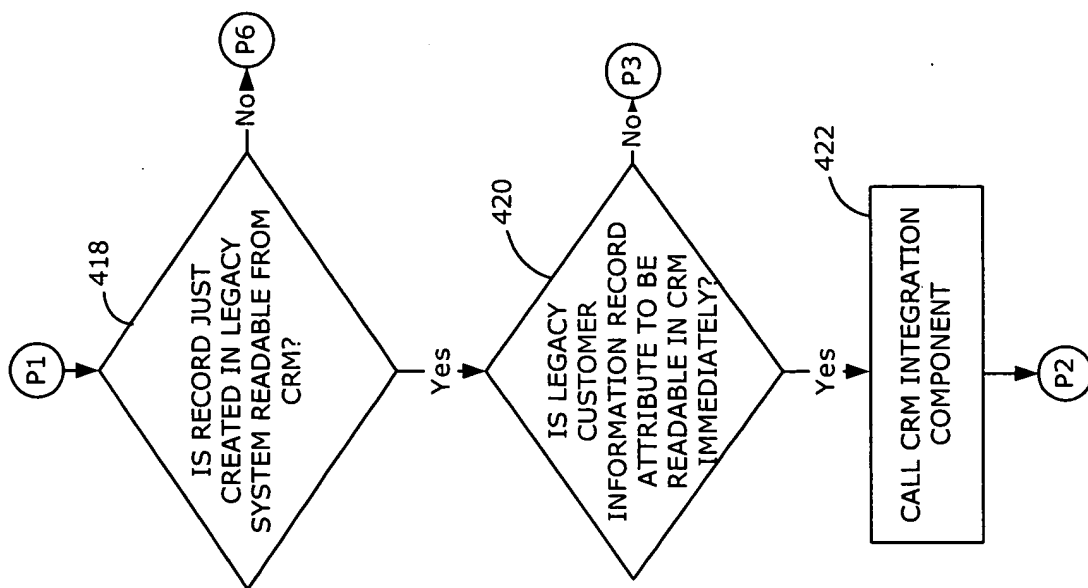 P1
418
IS RECORD JUST
CREATED IN LEGACY
SYSTEM READABLE FROM
CRM?
No
P6
Yes
420
IS LEGACY
CUSTOMER
INFORMATION RECORD
ATTRIBUTE TO BE
READABLE IN CRM
IMMEDIATELY?
No
P3
Yes
422
CALL CRM INTEGRATION
COMPONENT
P2